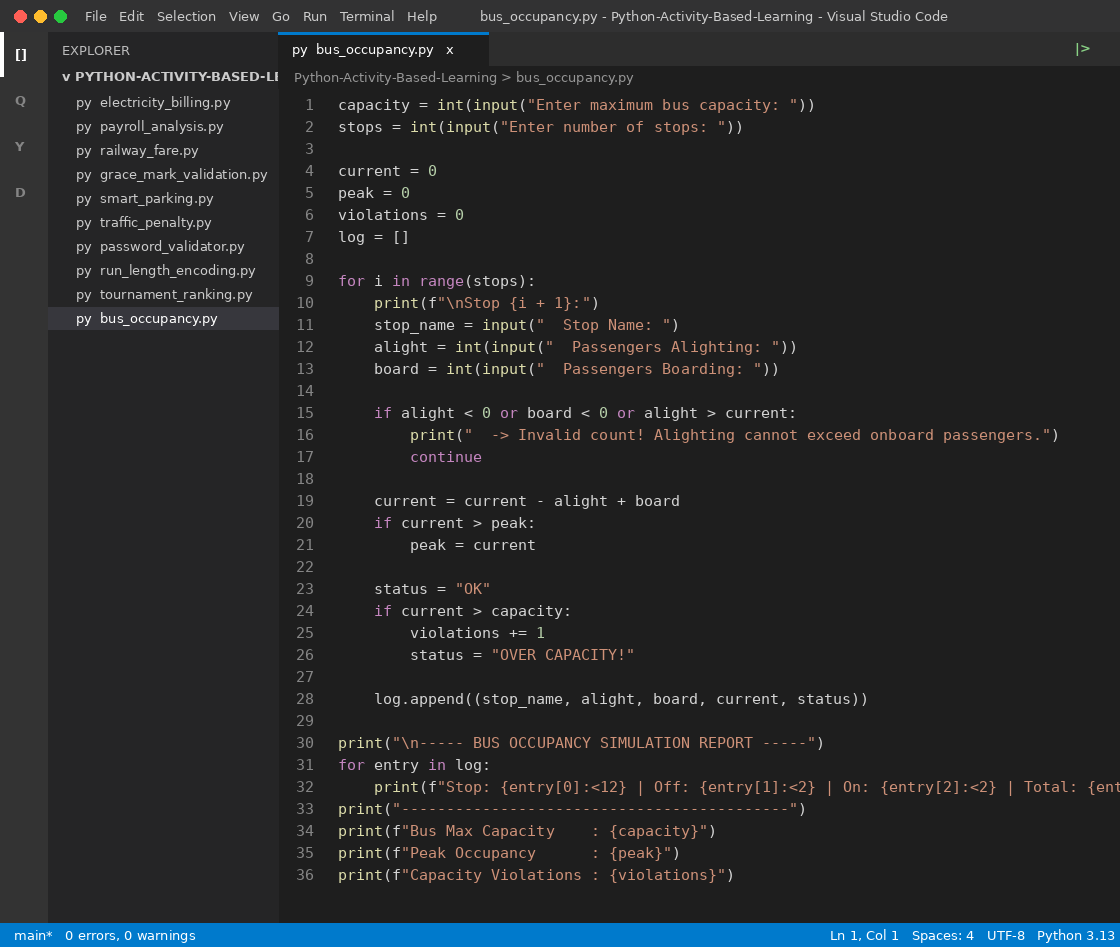 File Edit Selection View Go Run Terminal Help bus_occupancy.py - Python-Activity-Based-Learning - Visual Studio Code
[]
Q
Y
D
EXPLORER
v PYTHON-ACTIVITY-BASED-LE
py electricity_billing.py
py payroll_analysis.py
py railway_fare.py
py grace_mark_validation.py
py smart_parking.py
py traffic_penalty.py
py password_validator.py
py run_length_encoding.py
py tournament_ranking.py
py bus_occupancy.py
py bus_occupancy.py x
|>
Python-Activity-Based-Learning > bus_occupancy.py
1 capacity = int(input("Enter maximum bus capacity: "))
2 stops = int(input("Enter number of stops: "))
3
4 current = 0
5 peak = 0
6 violations = 0
7 log = []
8
9 for i in range(stops):
10     print(f"\nStop {i + 1}:")
11     stop_name = input("  Stop Name: ")
12     alight = int(input("  Passengers Alighting: "))
13     board = int(input("  Passengers Boarding: "))
14
15     if alight < 0 or board < 0 or alight > current:
16         print("  -> Invalid count! Alighting cannot exceed onboard passengers.")
17         continue
18
19     current = current - alight + board
20     if current > peak:
21         peak = current
22
23     status = "OK"
24     if current > capacity:
25         violations += 1
26         status = "OVER CAPACITY!"
27
28     log.append((stop_name, alight, board, current, status))
29
30 print("\n----- BUS OCCUPANCY SIMULATION REPORT -----")
31 for entry in log:
32     print(f"Stop: {entry[0]:<12} | Off: {entry[1]:<2} | On: {entry[2]:<2} | Total: {ent
33 print("-------------------------------------------")
34 print(f"Bus Max Capacity    : {capacity}")
35 print(f"Peak Occupancy      : {peak}")
36 print(f"Capacity Violations : {violations}")
main* 0 errors, 0 warnings
Ln 1, Col 1 Spaces: 4 UTF-8 Python 3.13